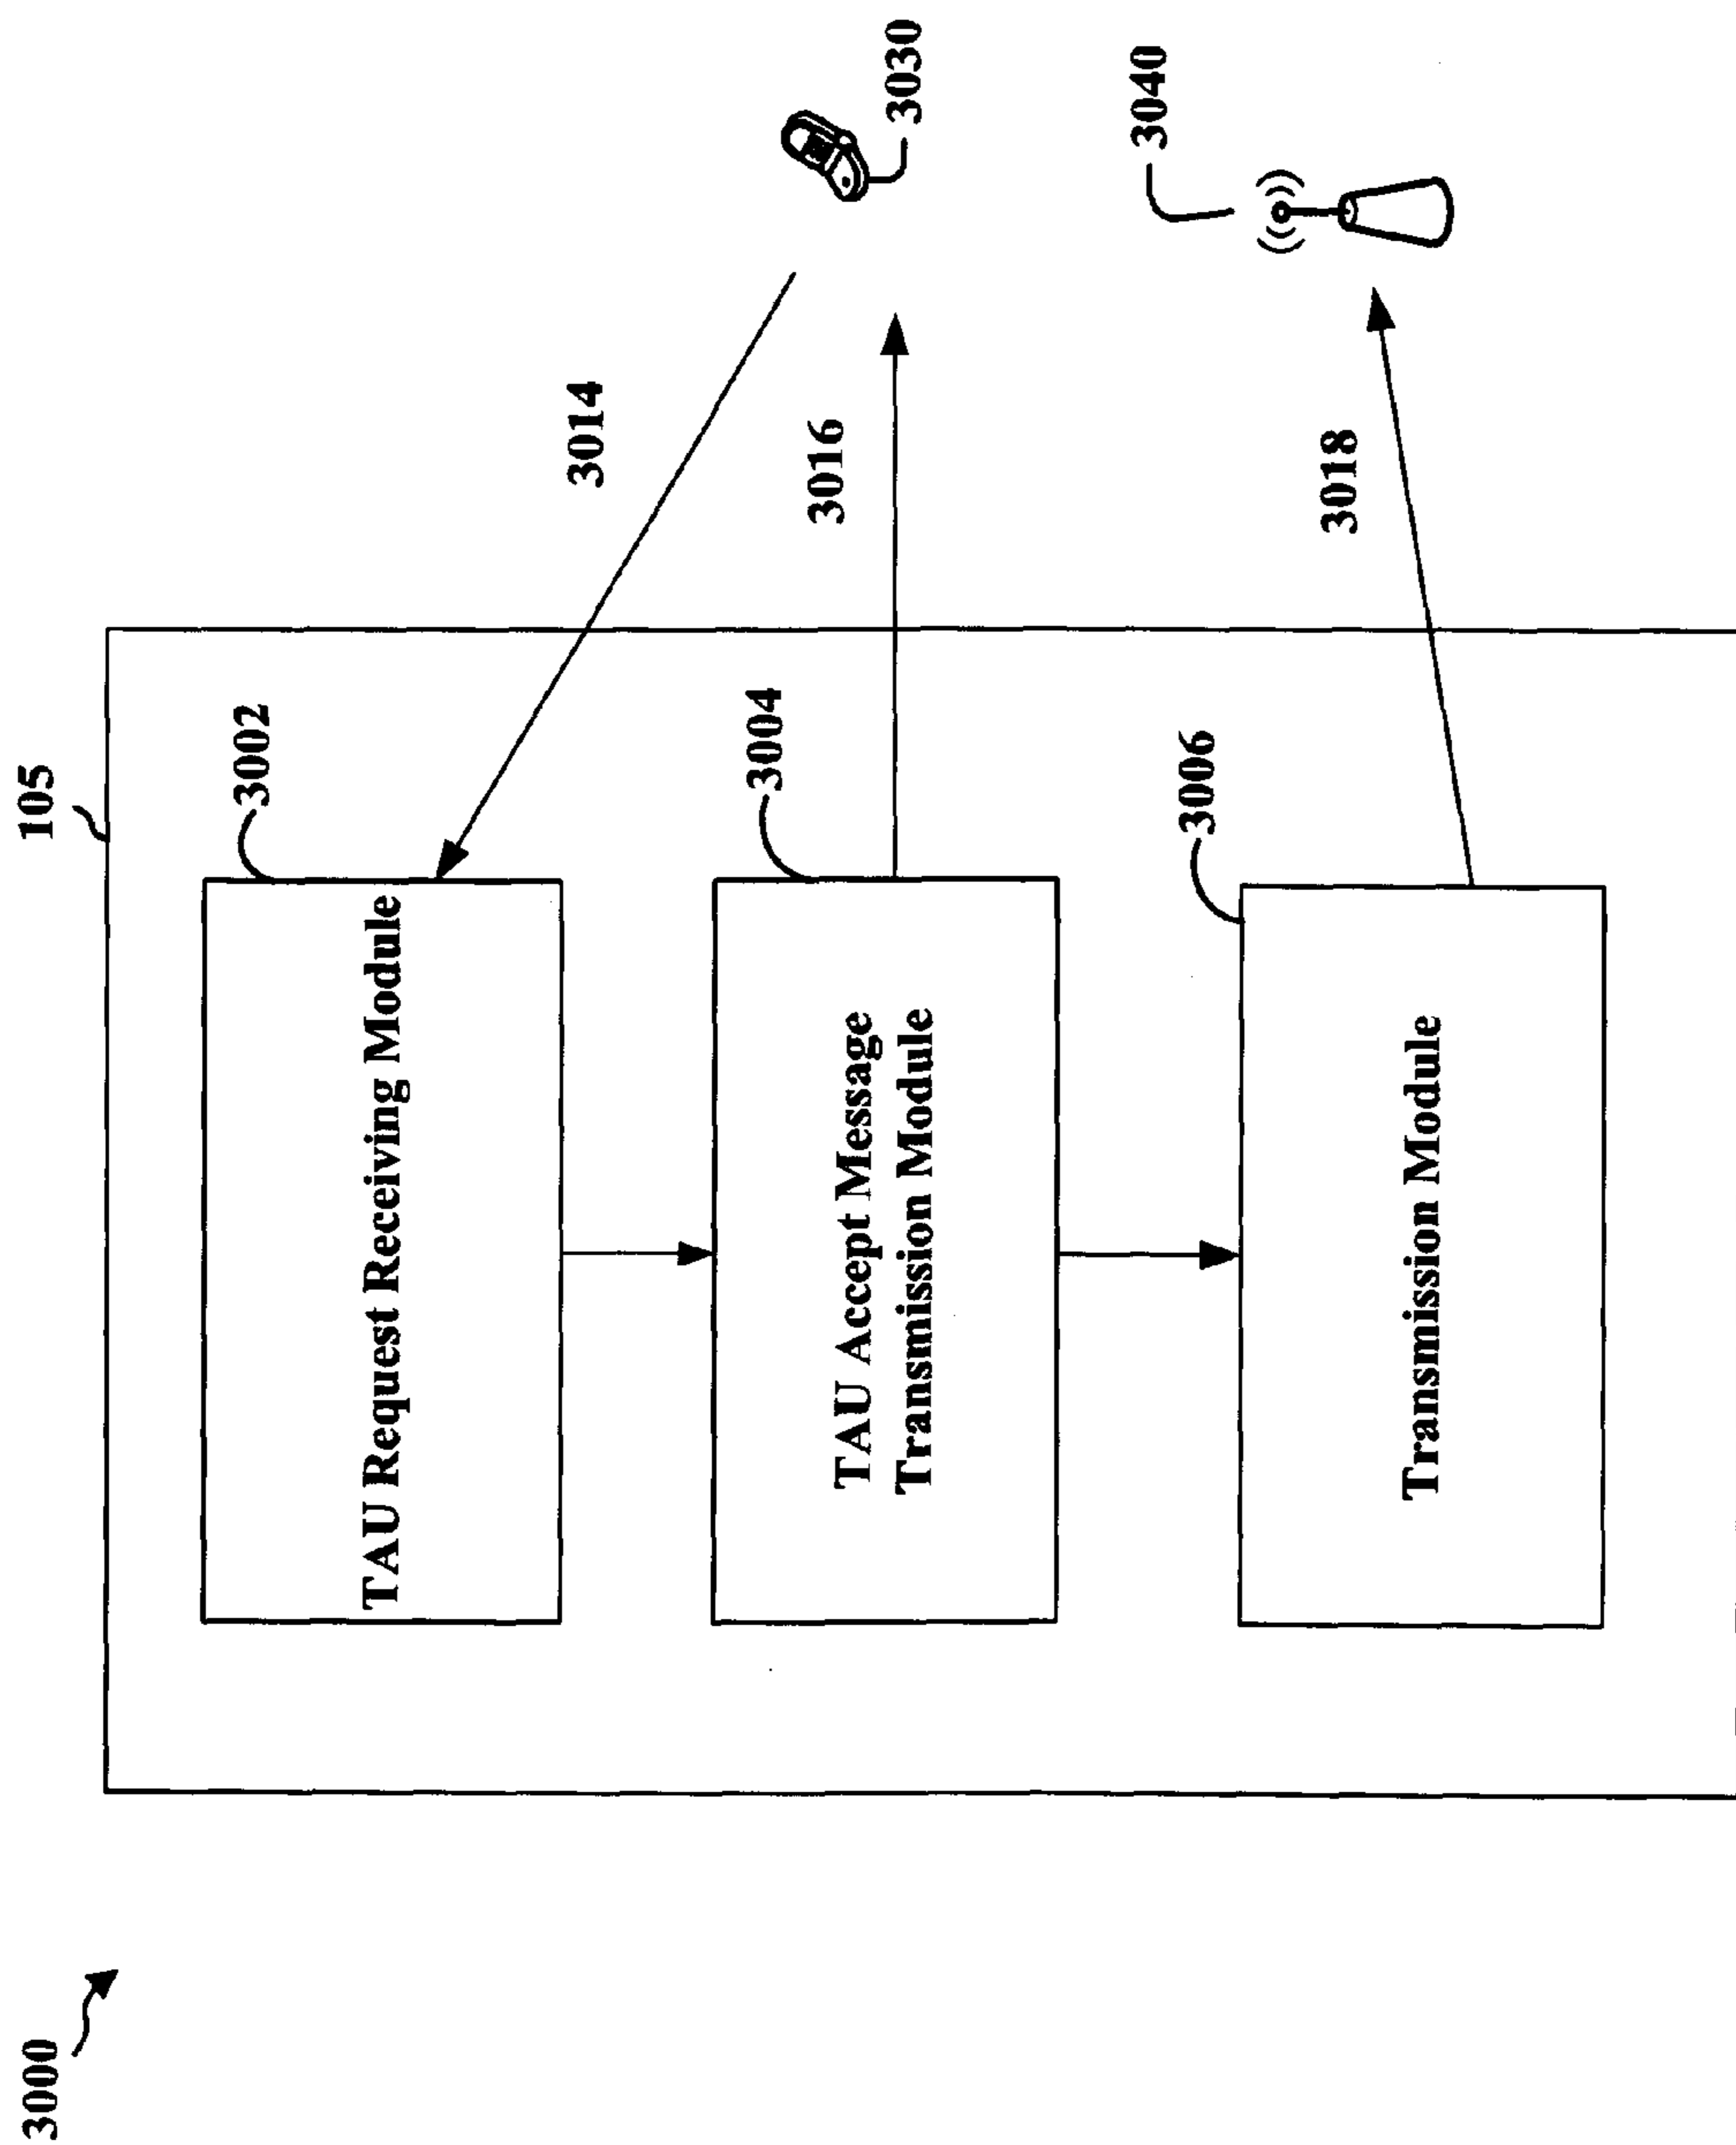 3000
105
TAU Request Receiving Module
3002
3014
3030
TAU Accept Message
Transmission Module
3004
3016
3040
Transmission Module
3006
3018